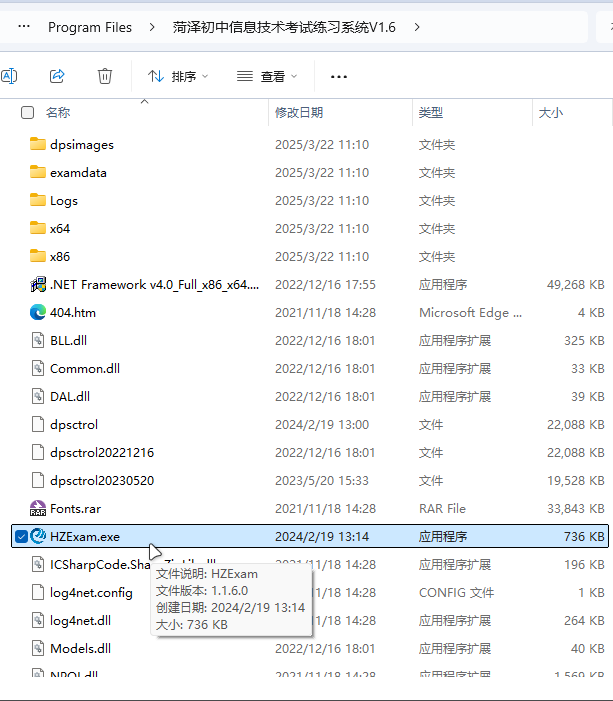 ··· Program Files > 菏泽初中信息技术考试练习系统V1.6 >
排序 查看 ···
名称 修改日期 类型 大小
dpsimages 2025/3/22 11:10 文件夹
examdata 2025/3/22 11:10 文件夹
Logs 2025/3/22 11:10 文件夹
x64 2025/3/22 11:10 文件夹
x86 2025/3/22 11:10 文件夹
.NET Framework v4.0_Full_x86_x64.... 2022/12/16 17:55 应用程序 49,268 KB
404.htm 2021/11/18 14:28 Microsoft Edge ... 4 KB
BLL.dll 2022/12/16 18:01 应用程序扩展 325 KB
Common.dll 2022/12/16 18:01 应用程序扩展 33 KB
DAL.dll 2022/12/16 18:01 应用程序扩展 39 KB
dpsctrol 2024/2/19 13:00 文件 22,088 KB
dpsctrol20221216 2022/12/16 18:01 文件 22,088 KB
dpsctrol20230520 2023/5/20 15:33 文件 19,528 KB
Fonts.rar 2021/11/18 14:28 RAR File 33,843 KB
HZExam.exe 2024/2/19 13:14 应用程序 736 KB
ICSharpCode.Sha 11/18 14:28 应用程序扩展 196 KB
文件说明: HZExam
文件版本: 1.1.6.0
创建日期: 2024/2/19 13:14
大小: 736 KB
log4net.config 11/18 14:28 CONFIG 文件 1 KB
log4net.dll 11/18 14:28 应用程序扩展 264 KB
Models.dll 2022/12/16 18:01 应用程序扩展 40 KB
NPOI.dll 2021/11/18 14:28 应用程序扩展 1,569 KB